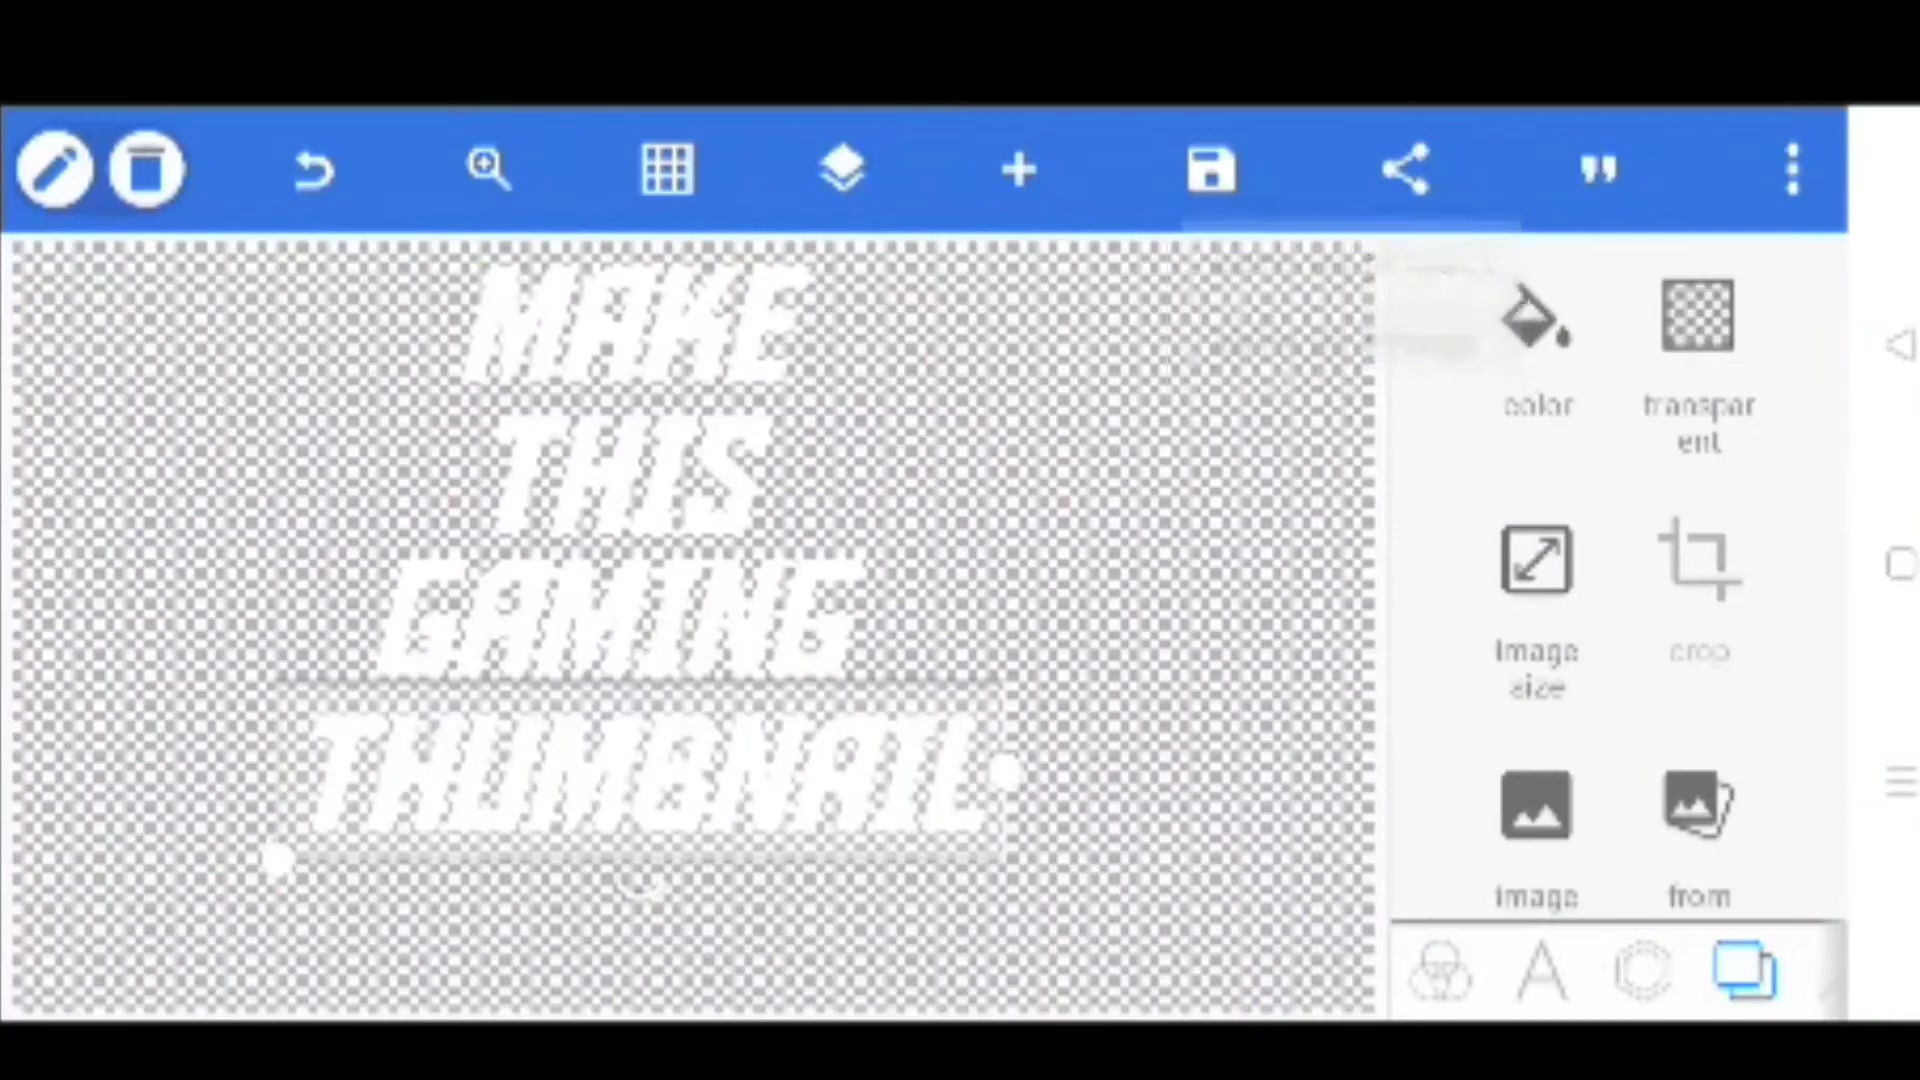 MAKE
THIS
GAMING
THUMBNAIL
color
transpar
ent
image
size
crop
image
from